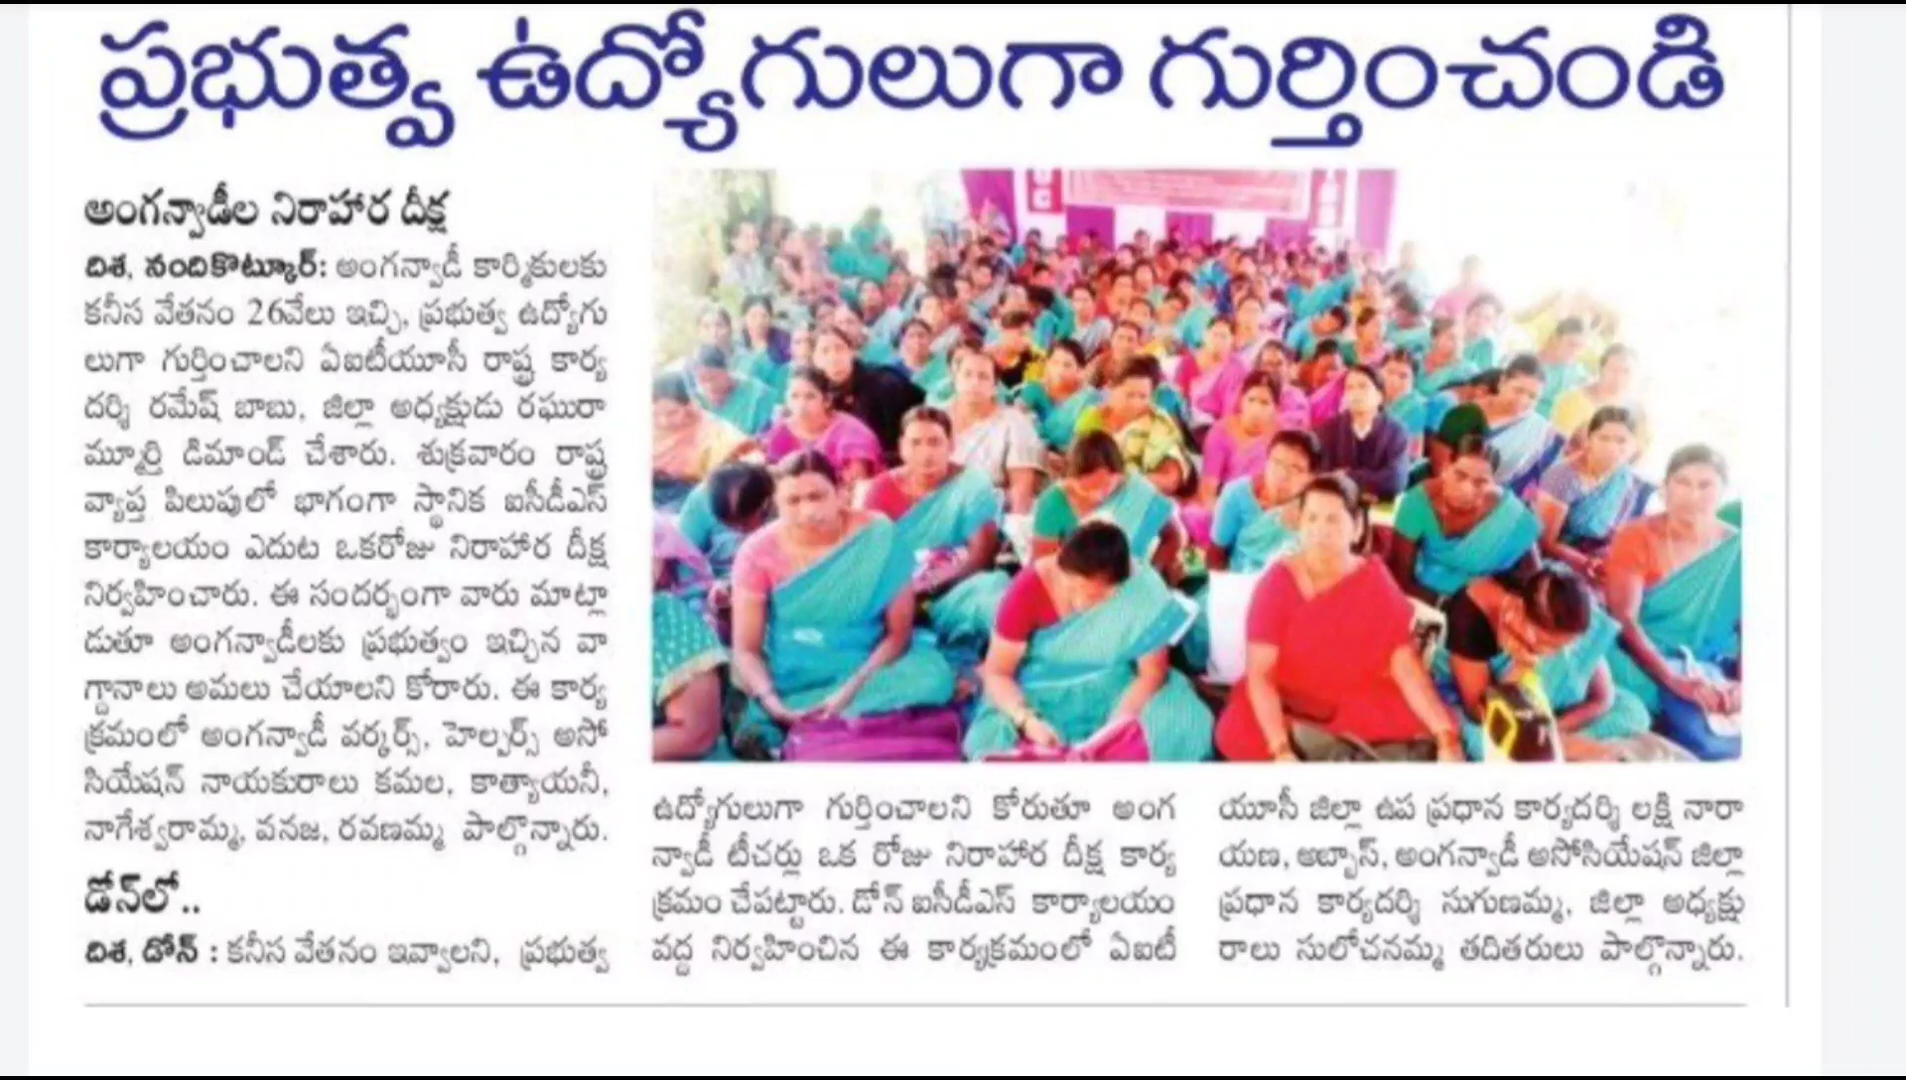 ప్రభుత్వ ఉద్యోగులుగా గుర్తించండి
అంగన్వాడీల నిరాహార దీక్ష
దిశ, నందికొట్కూర్: అంగన్వాడీ కార్మికులకు
కనీస వేతనం 26వేలు ఇచ్చి, ప్రభుత్వ ఉద్యోగు
లుగా గుర్తించాలని ఏఐటీయూసీ రాష్ట్ర కార్య
దర్శి రమేష్ బాబు, జిల్లా అధ్యక్షుడు రఘురా
మ్మూర్తి డిమాండ్ చేశారు. శుక్రవారం రాష్ట్ర
వ్యాప్త పిలుపులో భాగంగా స్థానిక ఐసీడీఎస్
కార్యాలయం ఎదుట ఒకరోజు నిరాహార దీక్ష
నిర్వహించారు. ఈ సందర్భంగా వారు మాట్లా
డుతూ అంగన్వాడీలకు ప్రభుత్వం ఇచ్చిన వా
గ్దానాలు అమలు చేయాలని కోరారు. ఈ కార్య
క్రమంలో అంగన్వాడీ వర్కర్స్, హెల్పర్స్ అసో
సియేషన్ నాయకురాలు కమల, కాత్యాయనీ,
నాగేశ్వరామ్మ, వనజ, రవణమ్మ పాల్గొన్నారు.
డోన్‌లో..
దిశ, డోన్ : కనీస వేతనం ఇవ్వాలని, ప్రభుత్వ
ఉద్యోగులుగా గుర్తించాలని కోరుతూ అంగ
న్వాడీ టీచర్లు ఒక రోజు నిరాహార దీక్ష కార్య
క్రమం చేపట్టారు. డోన్ ఐసీడీఎస్ కార్యాలయం
వద్ద నిర్వహించిన ఈ కార్యక్రమంలో ఏఐటీ
యూసీ జిల్లా ఉప ప్రధాన కార్యదర్శి లక్ష్మి నారా
యణ, అబ్బాస్, అంగన్వాడీ అసోసియేషన్ జిల్లా
ప్రధాన కార్యదర్శి సుగుణమ్మ, జిల్లా అధ్యక్షు
రాలు సులోచనమ్మ తదితరులు పాల్గొన్నారు.